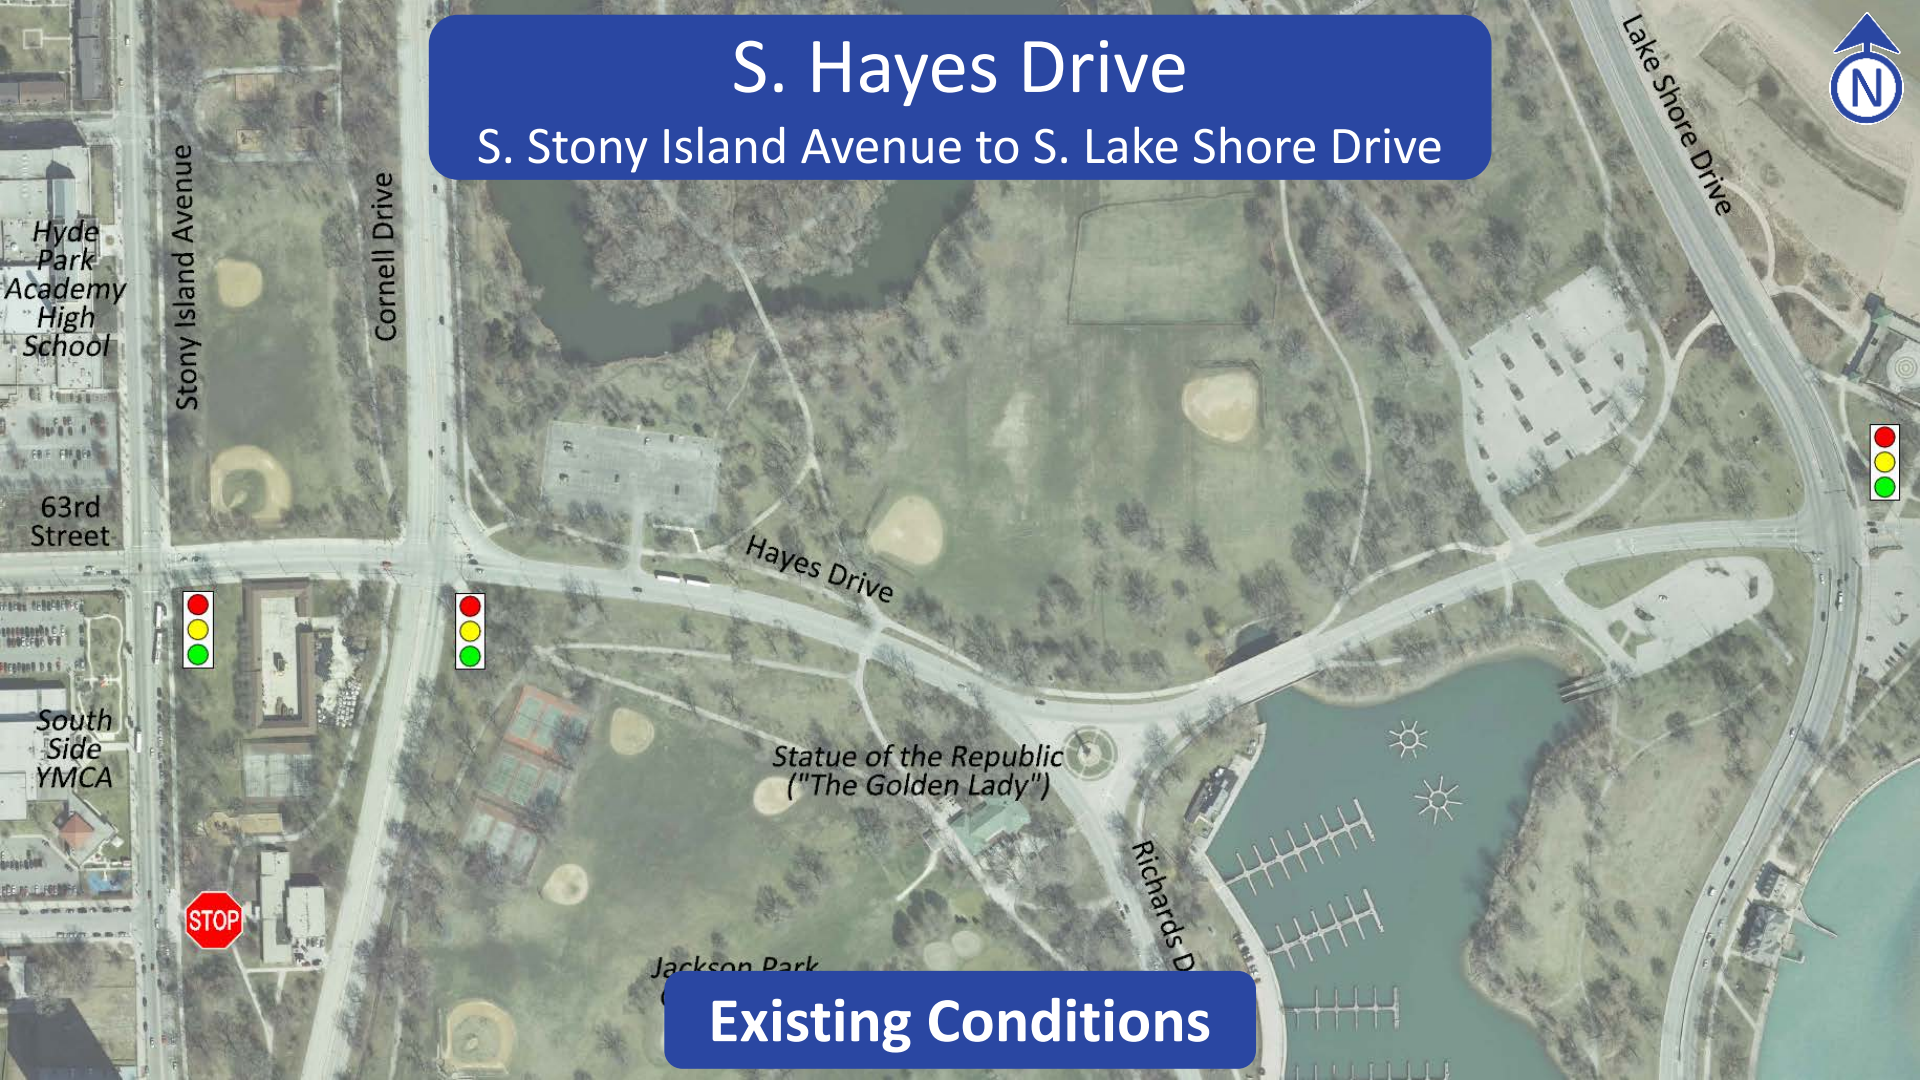 S. Hayes Drive
S. Stony Island Avenue to S. Lake Shore Drive
N
Lake Shore Drive
Stony Island Avenue
Cornell Drive
Hyde
Park
Academy
High
School
63rd
Street
Hayes Drive
South
Side
YMCA
Statue of the Republic
("The Golden Lady")
Richards D
STOP
Jackson Park
Existing Conditions